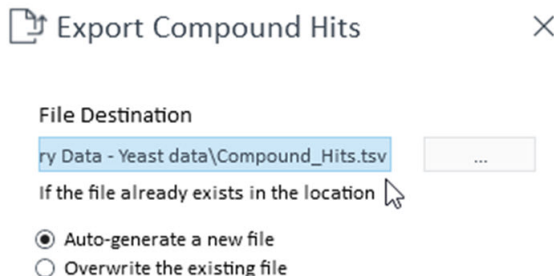 Export Compound Hits
File Destination
ry Data - Yeast data\Compound_Hits.tsv
...
If the file already exists in the location
Auto-generate a new file
Overwrite the existing file